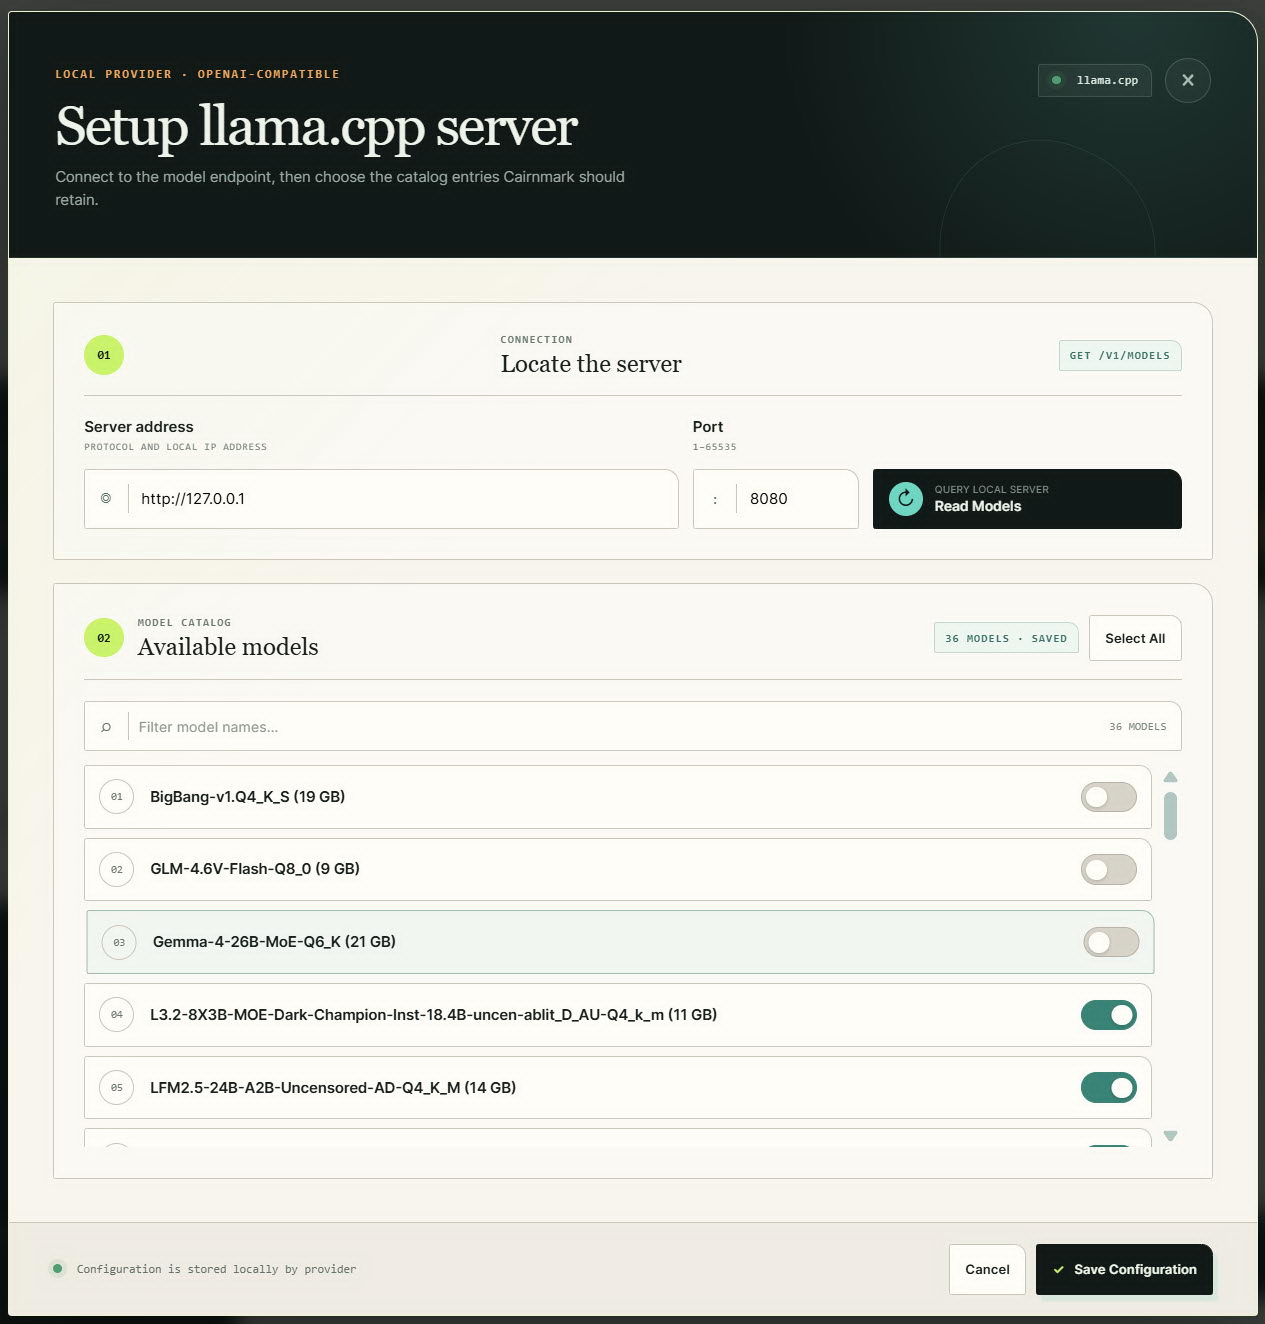 LOCAL PROVIDER · OPENAI-COMPATIBLE
llama.cpp
Setup llama.cpp server
Connect to the model endpoint, then choose the catalog entries Cairnmark should
retain.
01
CONNECTION
Locate the server
GET /V1/MODELS
Server address
PROTOCOL AND LOCAL IP ADDRESS
Port
1–65535
http://127.0.0.1
: 8080
QUERY LOCAL SERVER
Read Models
02
MODEL CATALOG
Available models
36 MODELS · SAVED
Select All
Filter model names...
36 MODELS
01 BigBang-v1.Q4_K_S (19 GB)
02 GLM-4.6V-Flash-Q8_0 (9 GB)
03 Gemma-4-26B-MoE-Q6_K (21 GB)
04 L3.2-8X3B-MOE-Dark-Champion-Inst-18.4B-uncen-ablit_D_AU-Q4_k_m (11 GB)
05 LFM2.5-24B-A2B-Uncensored-AD-Q4_K_M (14 GB)
Configuration is stored locally by provider
Cancel
✓ Save Configuration